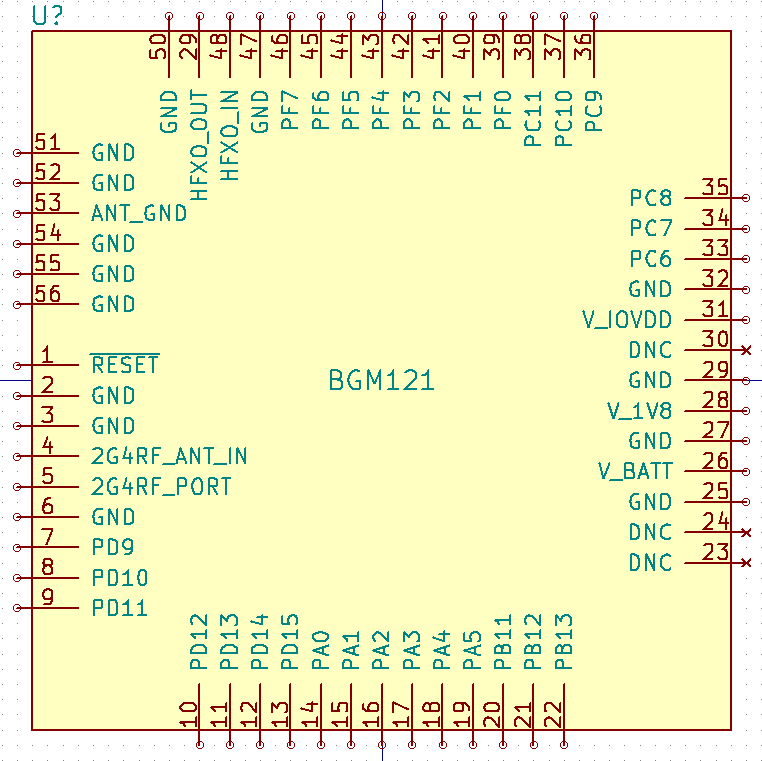 U?
50 29 48 47 46 45 44 43 42 41 40 39 38 37 36
GND HFXO_OUT HFXO_IN GND PF7 PF6 PF5 PF4 PF3 PF2 PF1 PF0 PC11 PC10 PC9
51 GND
52 GND
53 ANT_GND
54 GND
55 GND
56 GND
1 RESET
2 GND
3 GND
4 2G4RF_ANT_IN
5 2G4RF_PORT
6 GND
7 PD9
8 PD10
9 PD11
BGM121
PC8 35
PC7 34
PC6 33
GND 32
V_IOVDD 31
DNC 30
GND 29
V_1V8 28
GND 27
V_BATT 26
GND 25
DNC 24
DNC 23
PD12 PD13 PD14 PD15 PA0 PA1 PA2 PA3 PA4 PA5 PB11 PB12 PB13
10 11 12 13 14 15 16 17 18 19 20 21 22